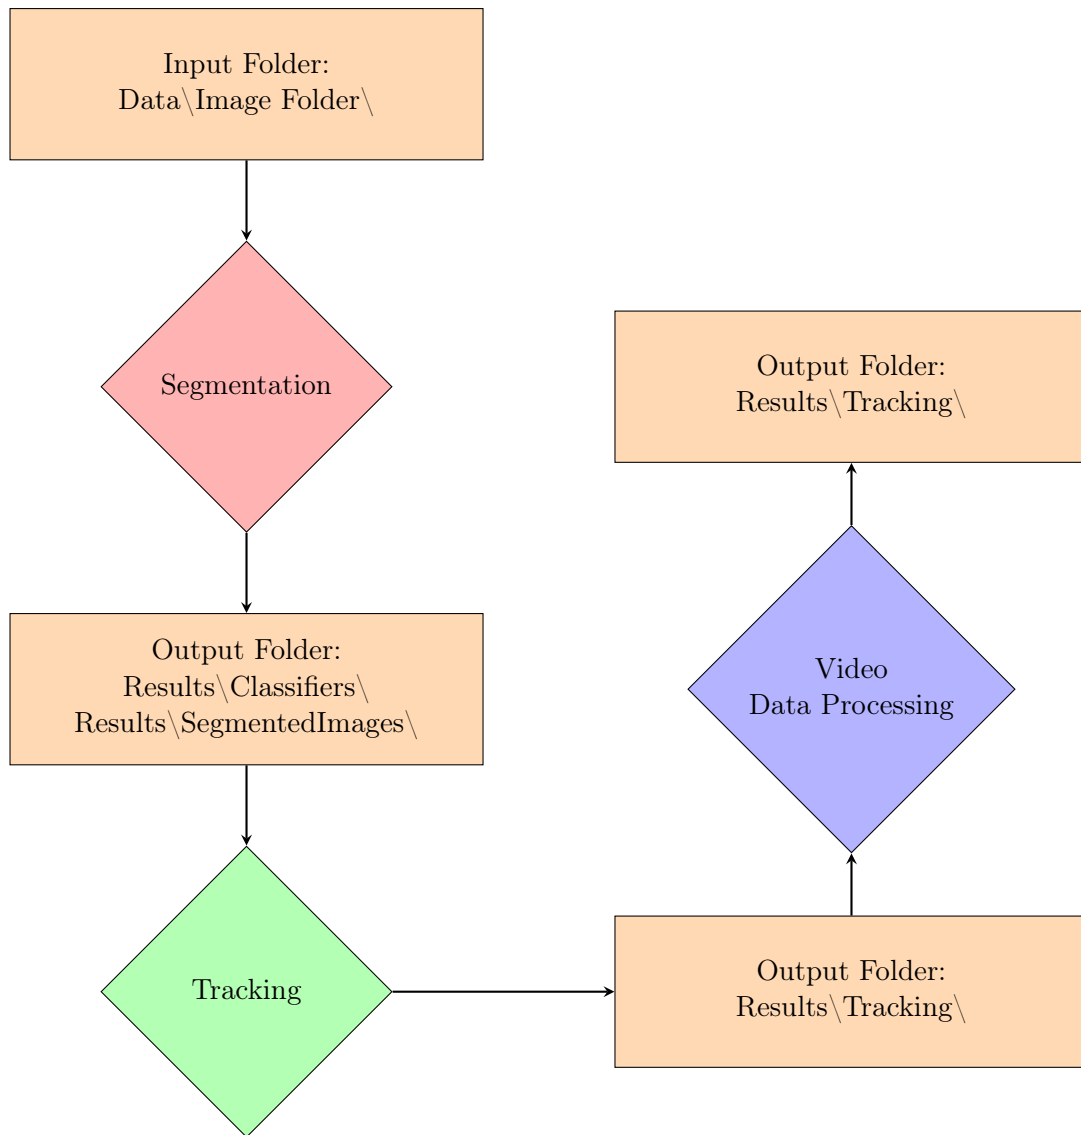 Input Folder:
Data\Image Folder\
Segmentation
Output Folder:
Results\Classifiers\
Results\SegmentedImages\
Tracking
Output Folder:
Results\Tracking\
Video
Data Processing
Output Folder:
Results\Tracking\